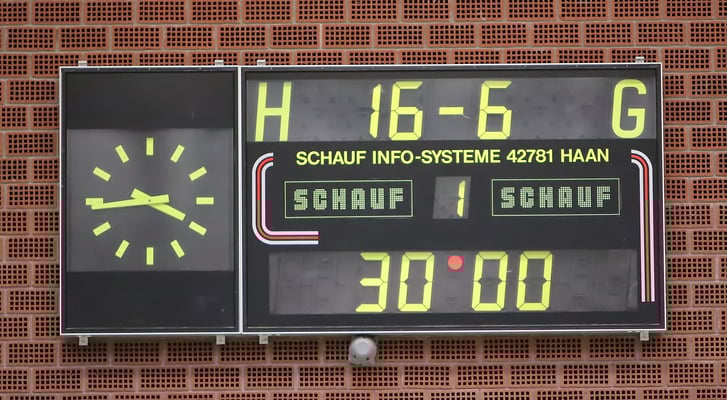 H 16-6 G
SCHAUF INFO-SYSTEME 42781 HAAN
SCHAUF 1 SCHAUF
30:00